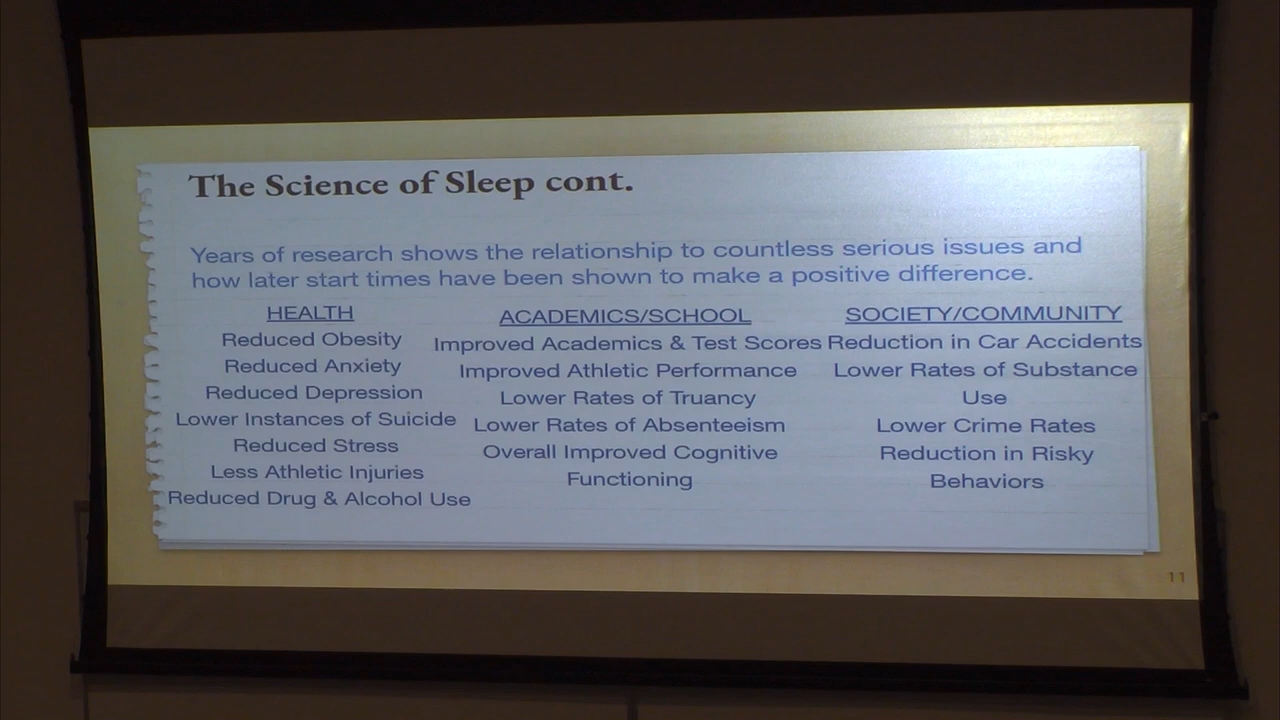 The Science of Sleep cont.
Years of research shows the relationship to countless serious issues and
how later start times have been shown to make a positive difference.
HEALTH
Reduced Obesity
Reduced Anxiety
Reduced Depression
Lower Instances of Suicide
Reduced Stress
Less Athletic Injuries
Reduced Drug & Alcohol Use
ACADEMICS/SCHOOL
Improved Academics & Test Scores
Improved Athletic Performance
Lower Rates of Truancy
Lower Rates of Absenteeism
Overall Improved Cognitive
Functioning
SOCIETY/COMMUNITY
Reduction in Car Accidents
Lower Rates of Substance
Use
Lower Crime Rates
Reduction in Risky
Behaviors
11